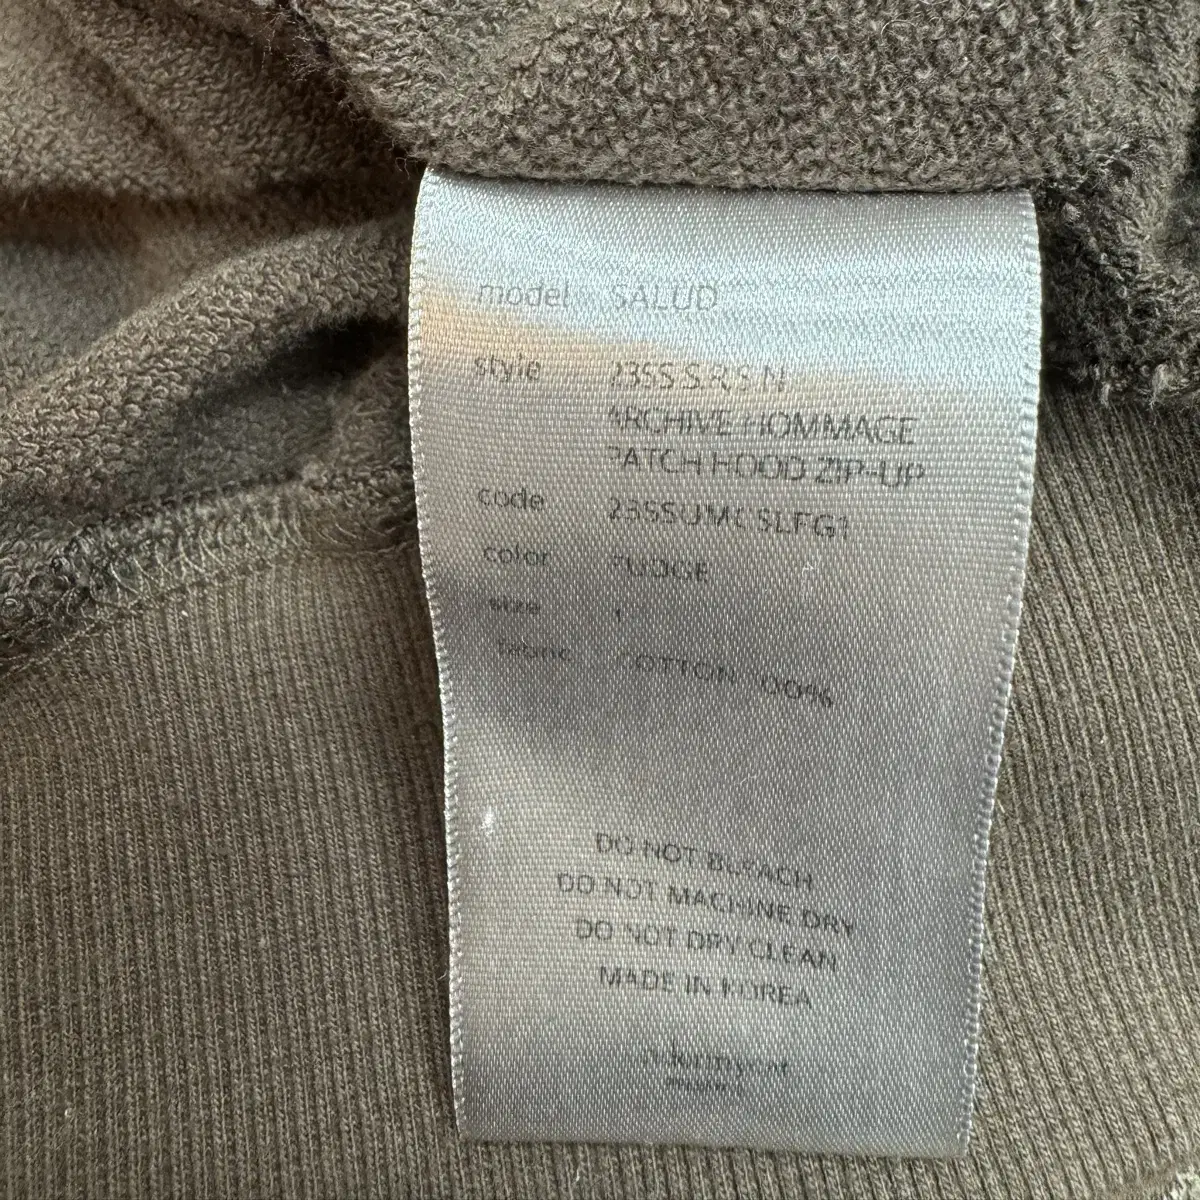 model SALUD
style 23SS S.R.S N
ARCHIVE HOMMAGE
PATCH HOOD ZIP-UP
code
color FUDGE
size
fabric COTTON 100%
DO NOT BLEACH
DO NOT MACHINE DRY
DO NOT DRY CLEAN
MADE IN KOREA